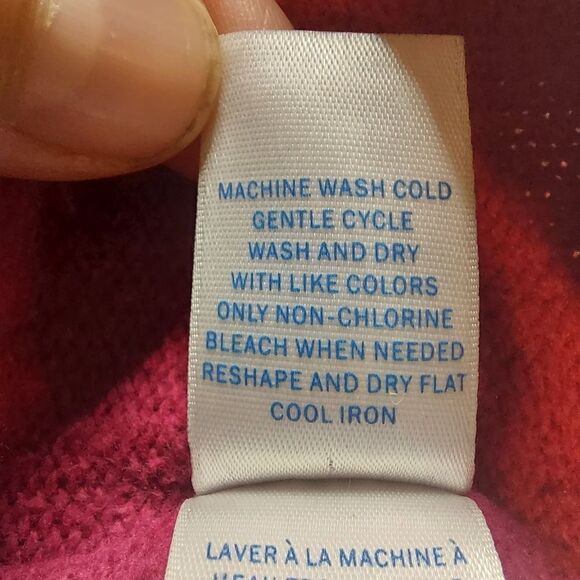 MACHINE WASH COLD
GENTLE CYCLE
WASH AND DRY
WITH LIKE COLORS
ONLY NON-CHLORINE
BLEACH WHEN NEEDED
RESHAPE AND DRY FLAT
COOL IRON
LAVER À LA MACHINE À